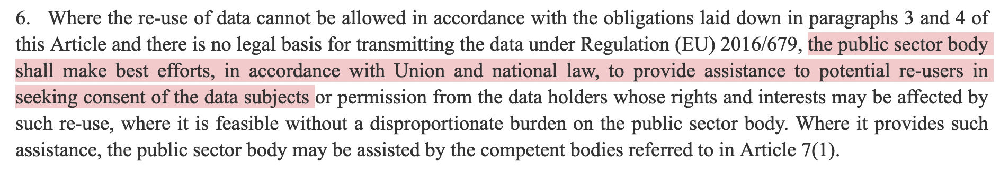 6. Where the re-use of data cannot be allowed in accordance with the obligations laid down in paragraphs 3 and 4 of
this Article and there is no legal basis for transmitting the data under Regulation (EU) 2016/679, the public sector body
shall make best efforts, in accordance with Union and national law, to provide assistance to potential re-users in
seeking consent of the data subjects or permission from the data holders whose rights and interests may be affected by
such re-use, where it is feasible without a disproportionate burden on the public sector body. Where it provides such
assistance, the public sector body may be assisted by the competent bodies referred to in Article 7(1).